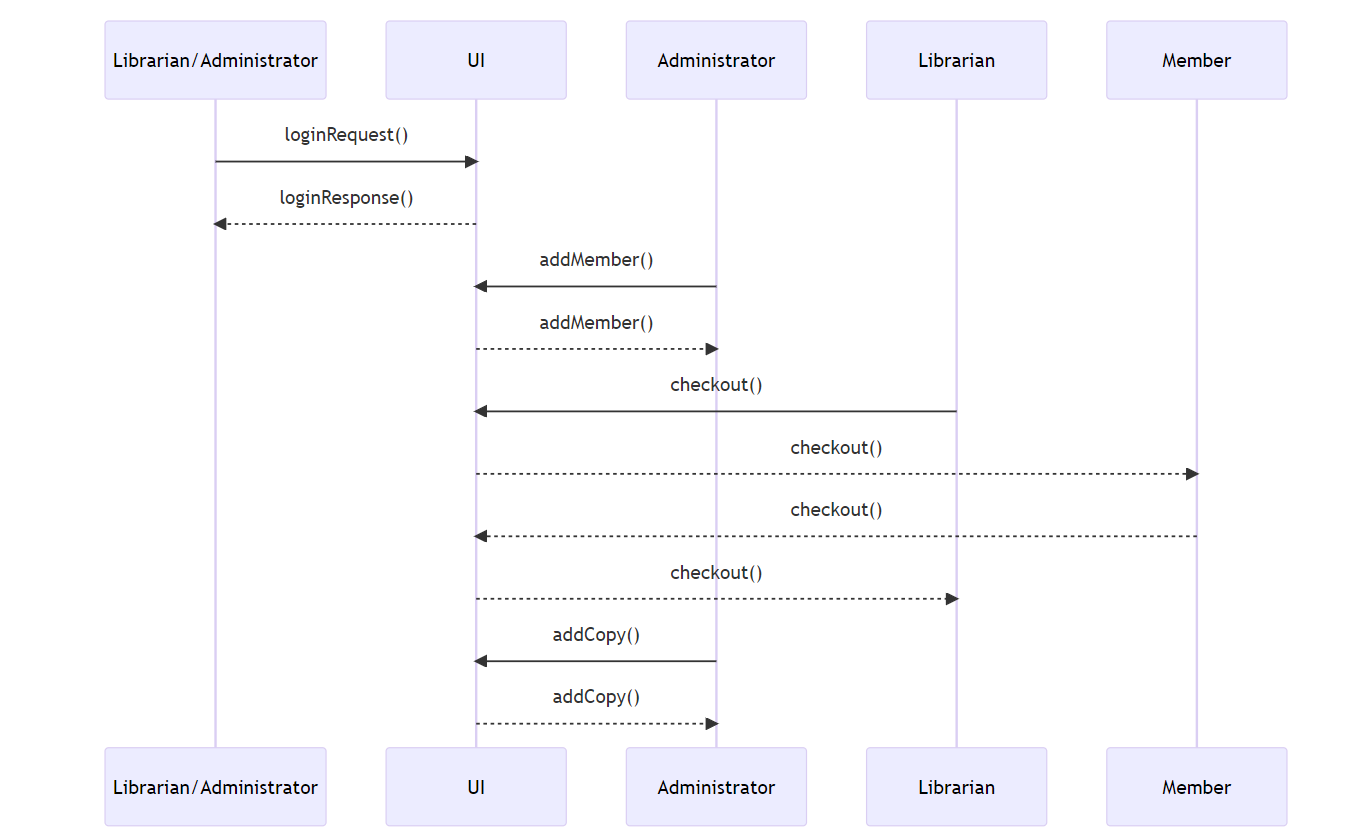 Librarian/Administrator
UI
Administrator
Librarian
Member
loginRequest()
loginResponse()
addMember()
addMember()
checkout()
checkout()
checkout()
checkout()
addCopy()
addCopy()
Librarian/Administrator
UI
Administrator
Librarian
Member